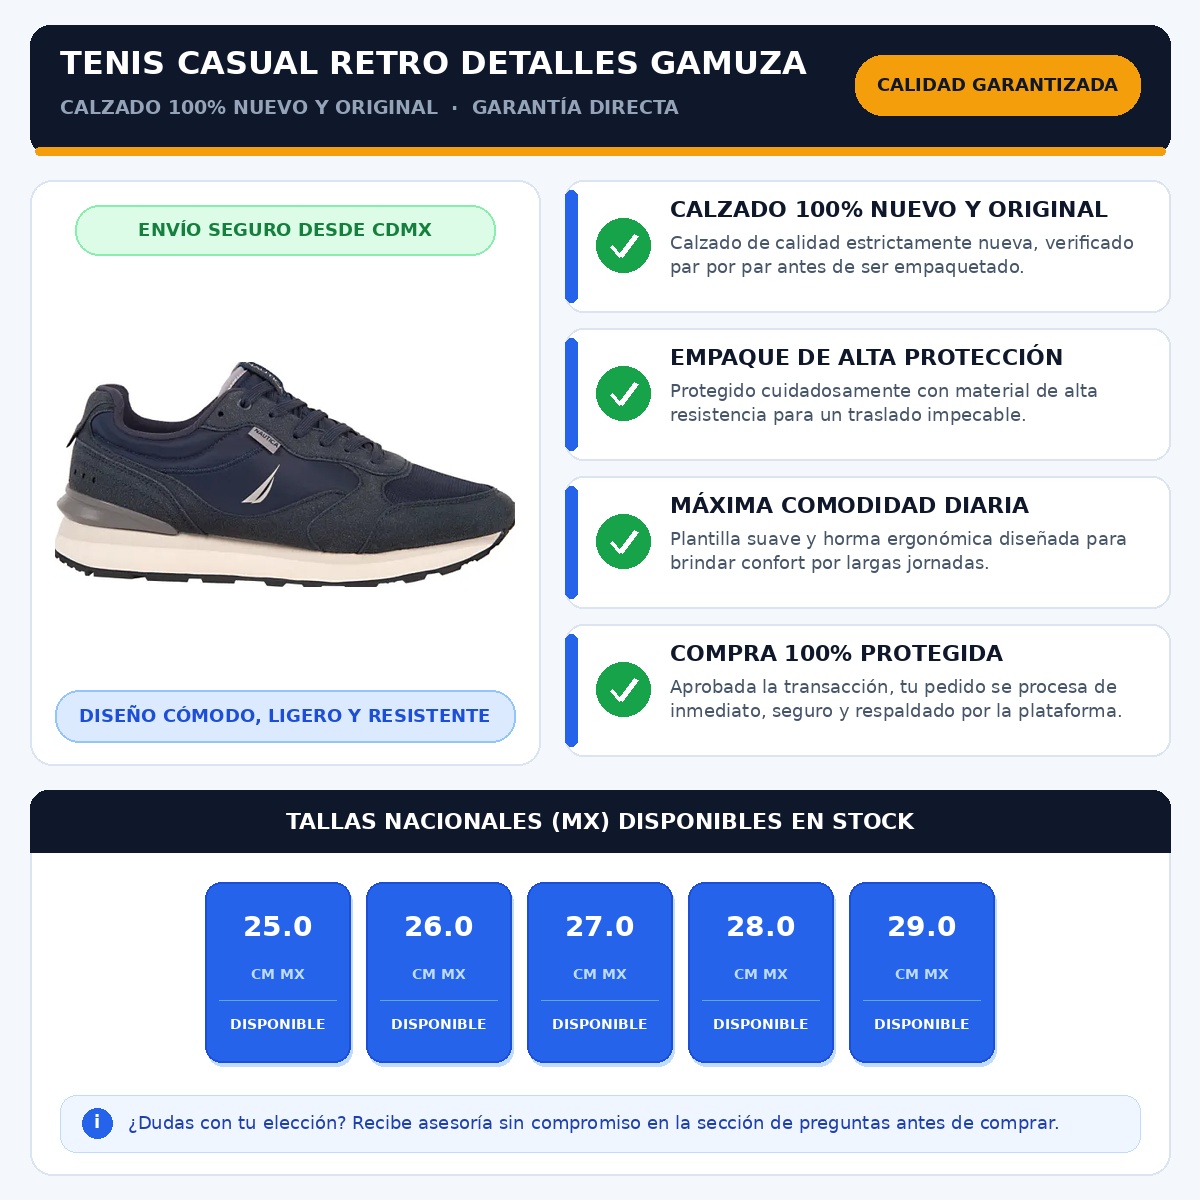 TENIS CASUAL RETRO DETALLES GAMUZA
CALZADO 100% NUEVO Y ORIGINAL · GARANTÍA DIRECTA
CALIDAD GARANTIZADA
ENVÍO SEGURO DESDE CDMX
NAUTICA
DISEÑO CÓMODO, LIGERO Y RESISTENTE
CALZADO 100% NUEVO Y ORIGINAL
Calzado de calidad estrictamente nueva, verificado
par por par antes de ser empaquetado.
EMPAQUE DE ALTA PROTECCIÓN
Protegido cuidadosamente con material de alta
resistencia para un traslado impecable.
MÁXIMA COMODIDAD DIARIA
Plantilla suave y horma ergonómica diseñada para
brindar confort por largas jornadas.
COMPRA 100% PROTEGIDA
Aprobada la transacción, tu pedido se procesa de
inmediato, seguro y respaldado por la plataforma.
TALLAS NACIONALES (MX) DISPONIBLES EN STOCK
25.0
CM MX
DISPONIBLE
26.0
CM MX
DISPONIBLE
27.0
CM MX
DISPONIBLE
28.0
CM MX
DISPONIBLE
29.0
CM MX
DISPONIBLE
i ¿Dudas con tu elección? Recibe asesoría sin compromiso en la sección de preguntas antes de comprar.